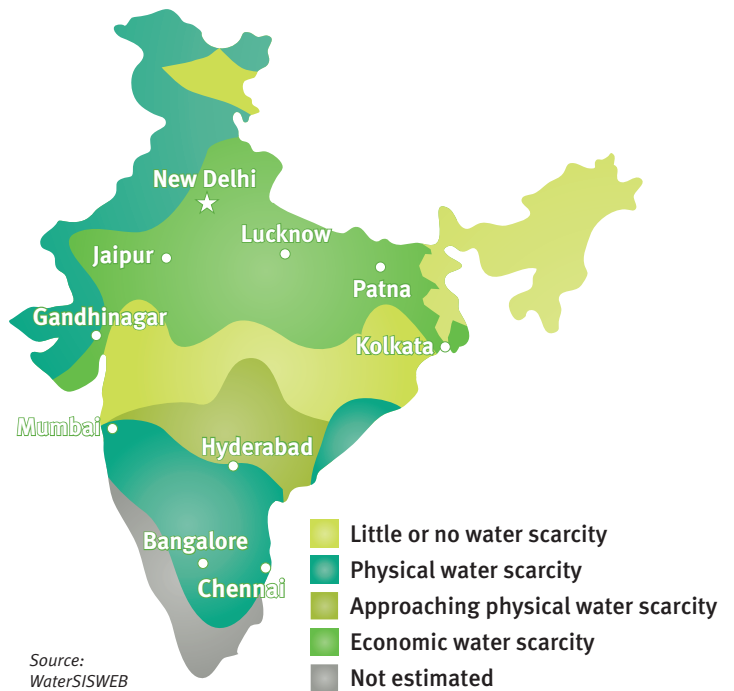 New Delhi
Lucknow
Jaipur
Patna
Gandhinagar
Kolkata
Mumbai
Hyderabad
Bangalore
Chennai
Little or no water scarcity
Physical water scarcity
Approaching physical water scarcity
Economic water scarcity
Not estimated
Source:
WaterSISWEB